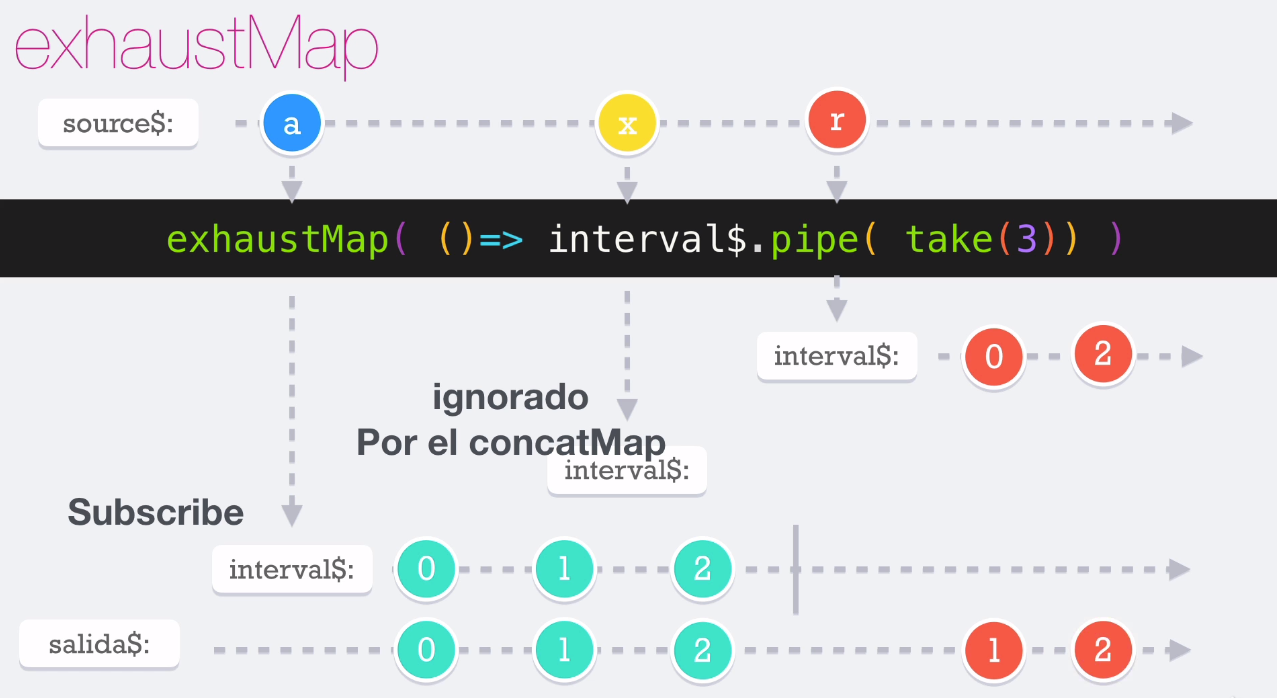 exhaustMap
source$:
a
x
r
exhaustMap( ()=> interval$.pipe( take(3)) )
interval$:
0
2
ignorado
Por el concatMap
interval$:
Subscribe
interval$:
0
1
2
salida$:
0
1
2
1
2